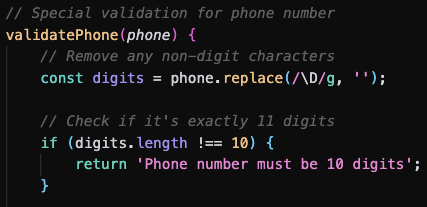 // Special validation for phone number
validatePhone(phone) {
// Remove any non-digit characters
const digits = phone.replace(/\D/g, '');
// Check if it's exactly 11 digits
if (digits.length !== 10) {
return 'Phone number must be 10 digits';
}